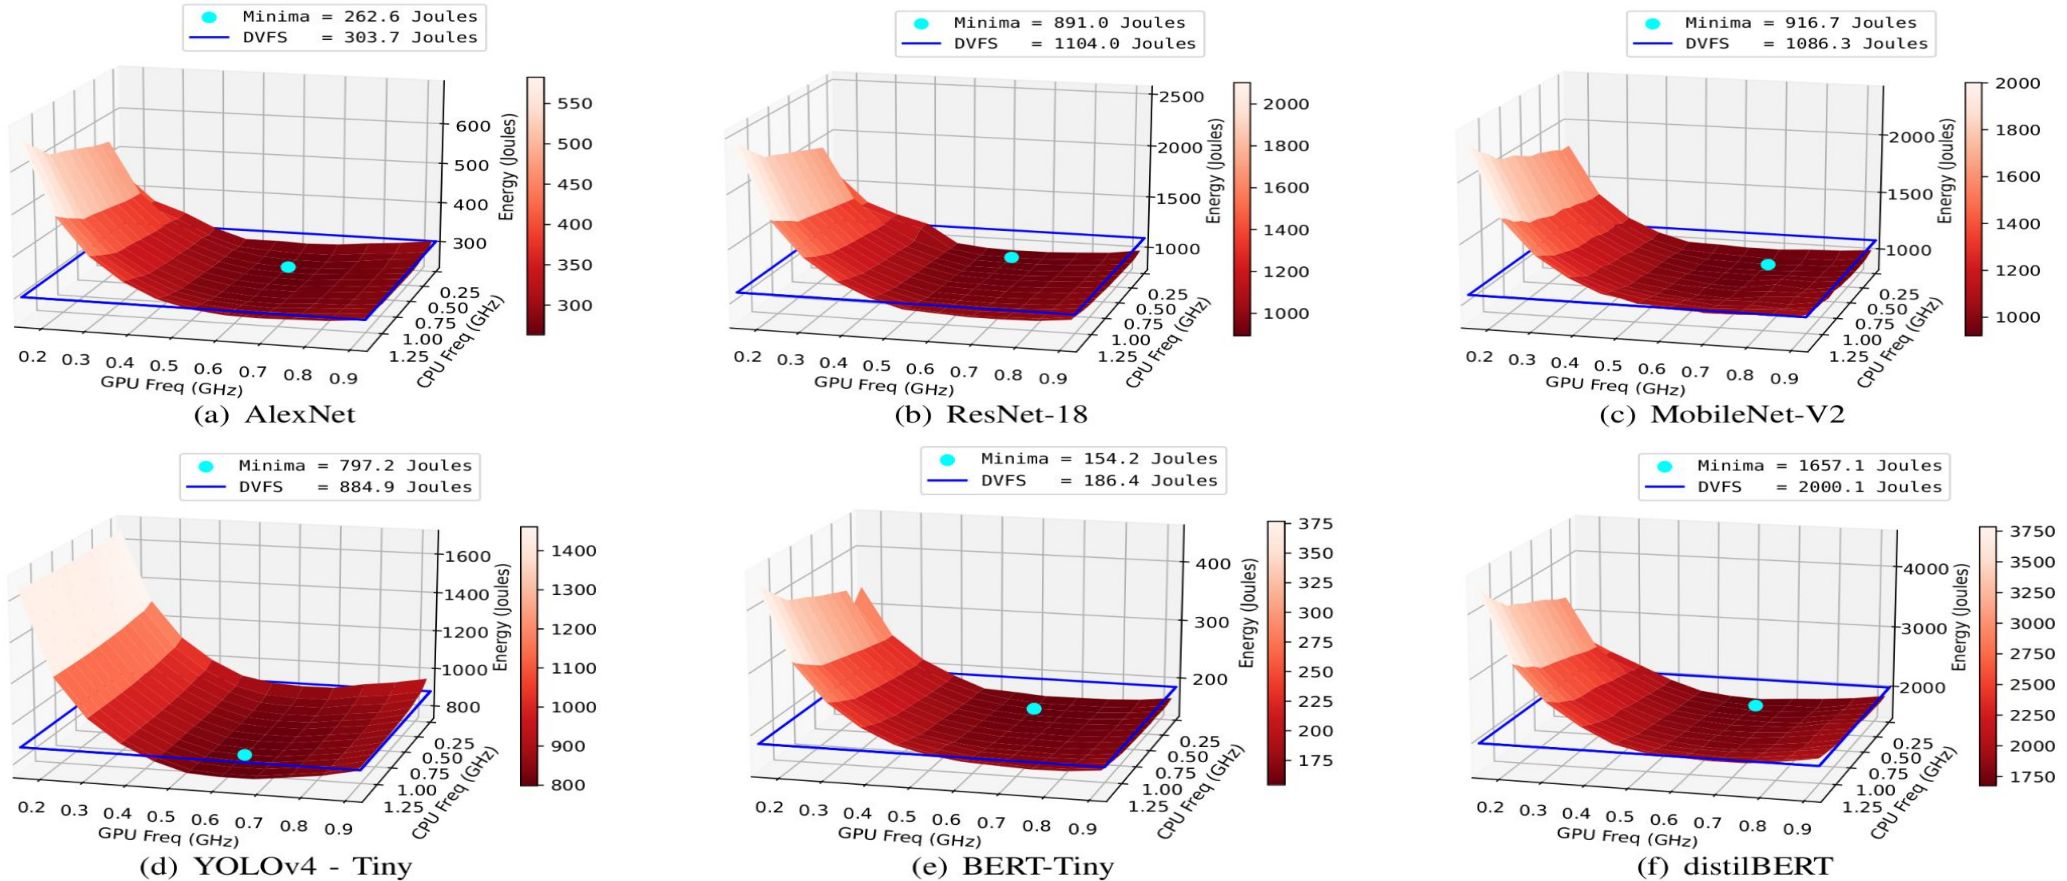 Minima = 262.6 Joules
DVFS = 303.7 Joules
600
500
400
300
Energy (Joules)
550
500
450
400
350
300
0.25
0.50
0.75
1.00
1.25
CPU Freq (GHz)
0.2 0.3 0.4 0.5 0.6 0.7 0.8 0.9
GPU Freq (GHz)
(a) AlexNet
Minima = 891.0 Joules
DVFS = 1104.0 Joules
2500
2000
1500
1000
Energy (Joules)
2000
1800
1600
1400
1200
1000
0.25
0.50
0.75
1.00
1.25
CPU Freq (GHz)
0.2 0.3 0.4 0.5 0.6 0.7 0.8 0.9
GPU Freq (GHz)
(b) ResNet-18
Minima = 916.7 Joules
DVFS = 1086.3 Joules
2000
1500
1000
Energy (Joules)
2000
1800
1600
1400
1200
1000
0.25
0.50
0.75
1.00
1.25
CPU Freq (GHz)
0.2 0.3 0.4 0.5 0.6 0.7 0.8 0.9
GPU Freq (GHz)
(c) MobileNet-V2
Minima = 797.2 Joules
DVFS = 884.9 Joules
1600
1400
1200
1000
800
Energy (Joules)
1400
1300
1200
1100
1000
900
800
0.25
0.50
0.75
1.00
1.25
CPU Freq (GHz)
0.2 0.3 0.4 0.5 0.6 0.7 0.8 0.9
GPU Freq (GHz)
(d) YOLOv4 - Tiny
Minima = 154.2 Joules
DVFS = 186.4 Joules
400
300
200
Energy (Joules)
375
350
325
300
275
250
225
200
175
0.25
0.50
0.75
1.00
1.25
CPU Freq (GHz)
0.2 0.3 0.4 0.5 0.6 0.7 0.8 0.9
GPU Freq (GHz)
(e) BERT-Tiny
Minima = 1657.1 Joules
DVFS = 2000.1 Joules
4000
3000
2000
Energy (Joules)
3750
3500
3250
3000
2750
2500
2250
2000
1750
0.25
0.50
0.75
1.00
1.25
CPU Freq (GHz)
0.2 0.3 0.4 0.5 0.6 0.7 0.8 0.9
GPU Freq (GHz)
(f) distilBERT